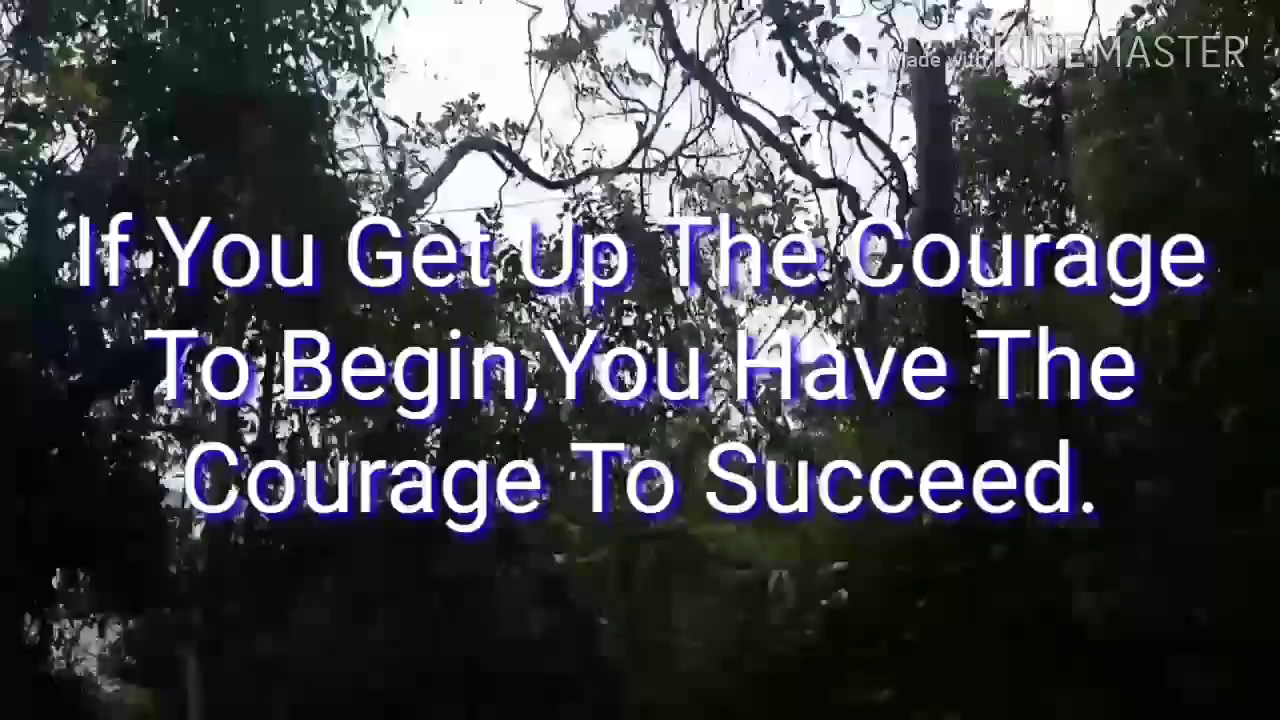 Made with KINEMASTER
If You Get Up The Courage
To Begin,You Have The
Courage To Succeed.